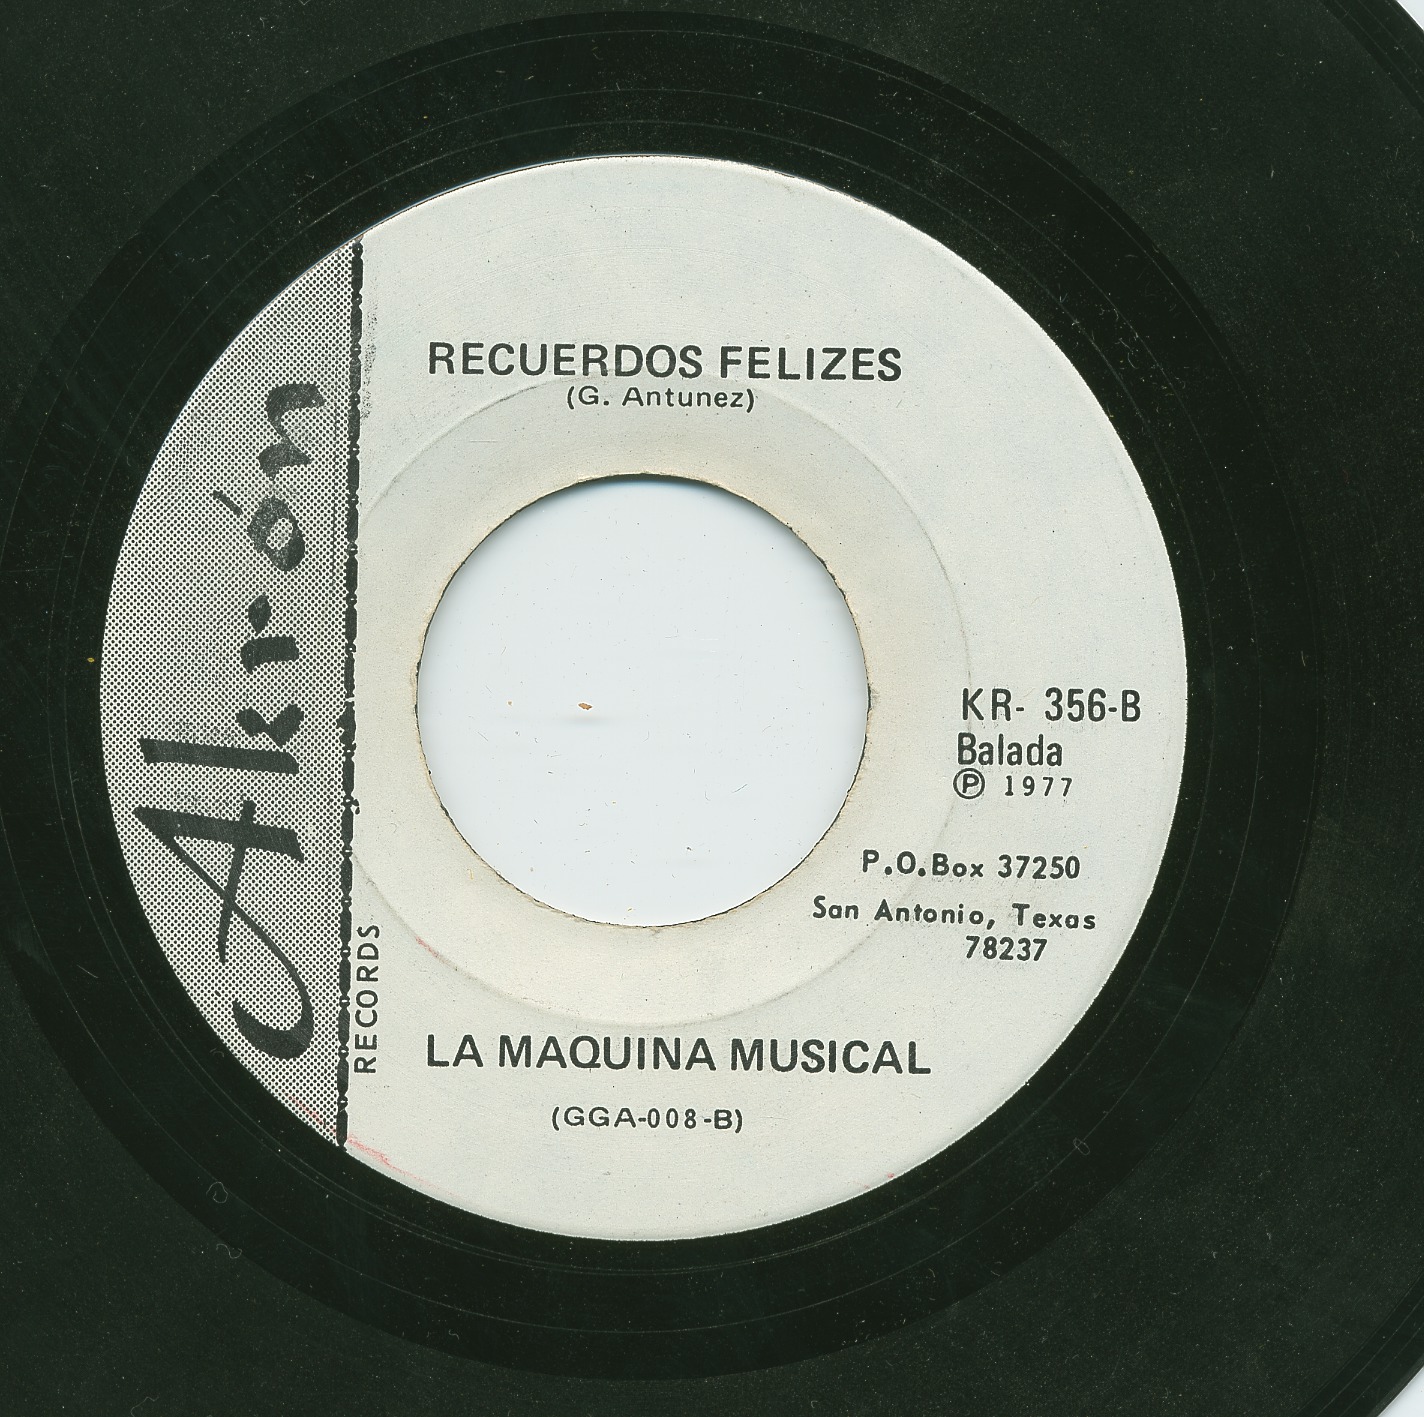 Akróm
RECORDS
RECUERDOS FELIZES
(G. Antunez)
KR- 356-B
Balada
Ⓟ 1977
P.O.Box 37250
San Antonio, Texas
78237
LA MAQUINA MUSICAL
(GGA-008-B)